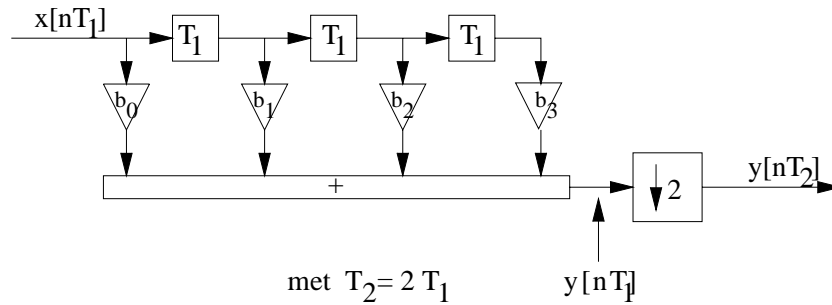 x[nT₁]
T₁ T₁ T₁
b₀ b₁ b₂ b₃
+ ↓2 y[nT₂]
met T₂= 2 T₁ y[nT₁]